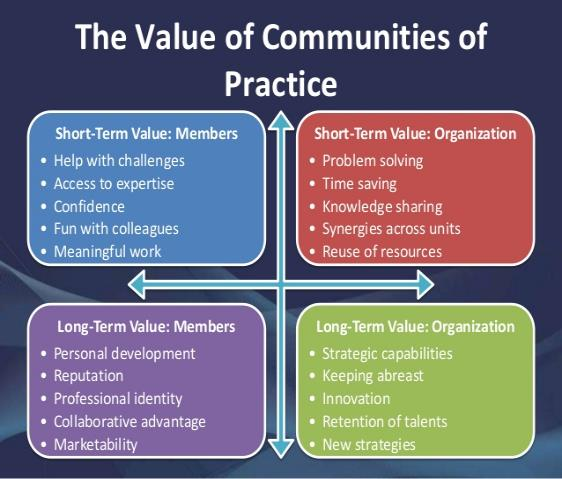 The Value of Communities of
Practice
Short-Term Value: Members
• Help with challenges
• Access to expertise
• Confidence
• Fun with colleagues
• Meaningful work
Short-Term Value: Organization
• Problem solving
• Time saving
• Knowledge sharing
• Synergies across units
• Reuse of resources
Long-Term Value: Members
• Personal development
• Reputation
• Professional identity
• Collaborative advantage
• Marketability
Long-Term Value: Organization
• Strategic capabilities
• Keeping abreast
• Innovation
• Retention of talents
• New strategies